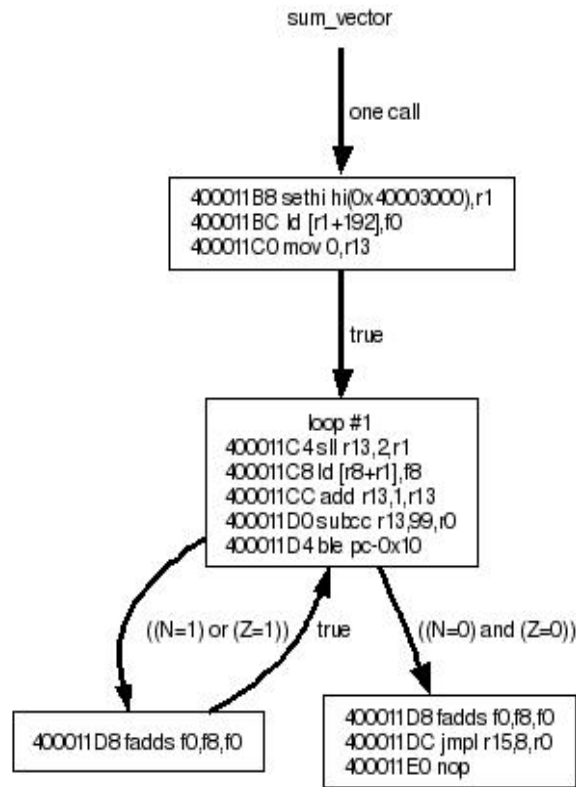 sum_vector
one call
400011B8 sethi hi(0x40003000),r1
400011BC ld [r1+192],f0
400011C0 mov 0,r13
true
loop #1
400011C4 sll r13,2,r1
400011C8 ld [r8+r1],f8
400011CC add r13,1,r13
400011D0 subcc r13,99,r0
400011D4 ble pc-0x10
((N=1) or (Z=1))
true
((N=0) and (Z=0))
400011D8 fadds f0,f8,f0
400011D8 fadds f0,f8,f0
400011DC jmpl r15,8,r0
400011E0 nop